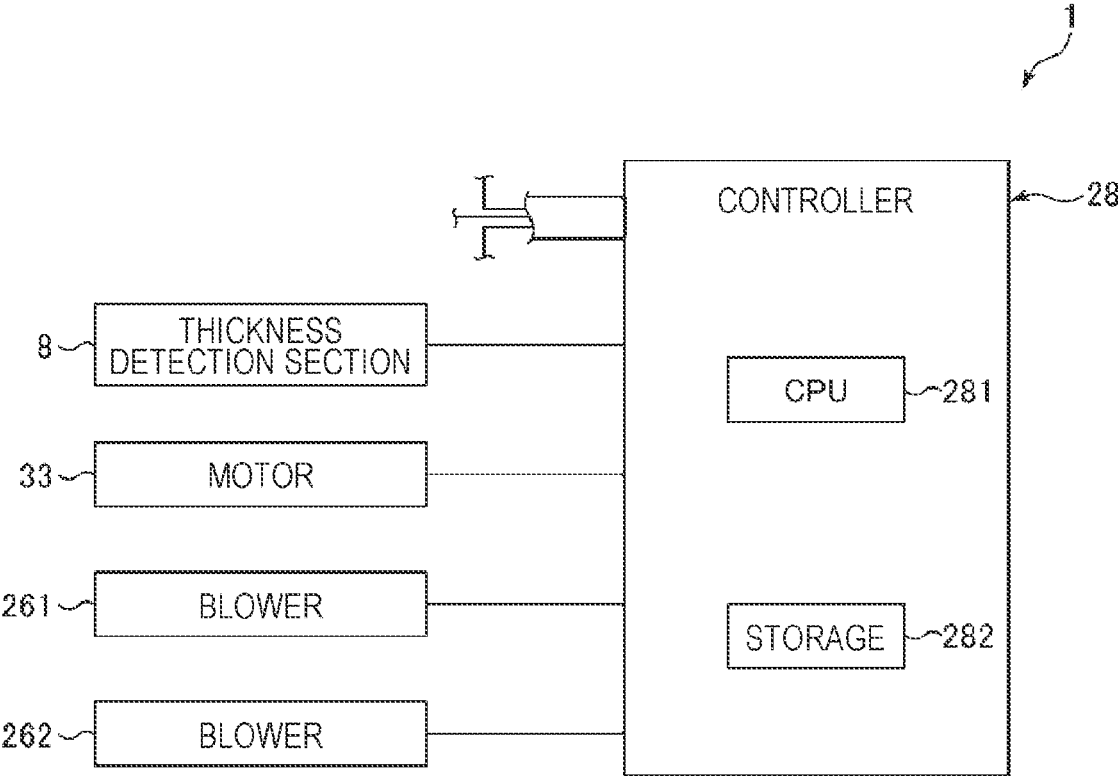 1
CONTROLLER
28
8
THICKNESS
DETECTION SECTION
CPU
281
33
MOTOR
261
BLOWER
STORAGE
282
262
BLOWER